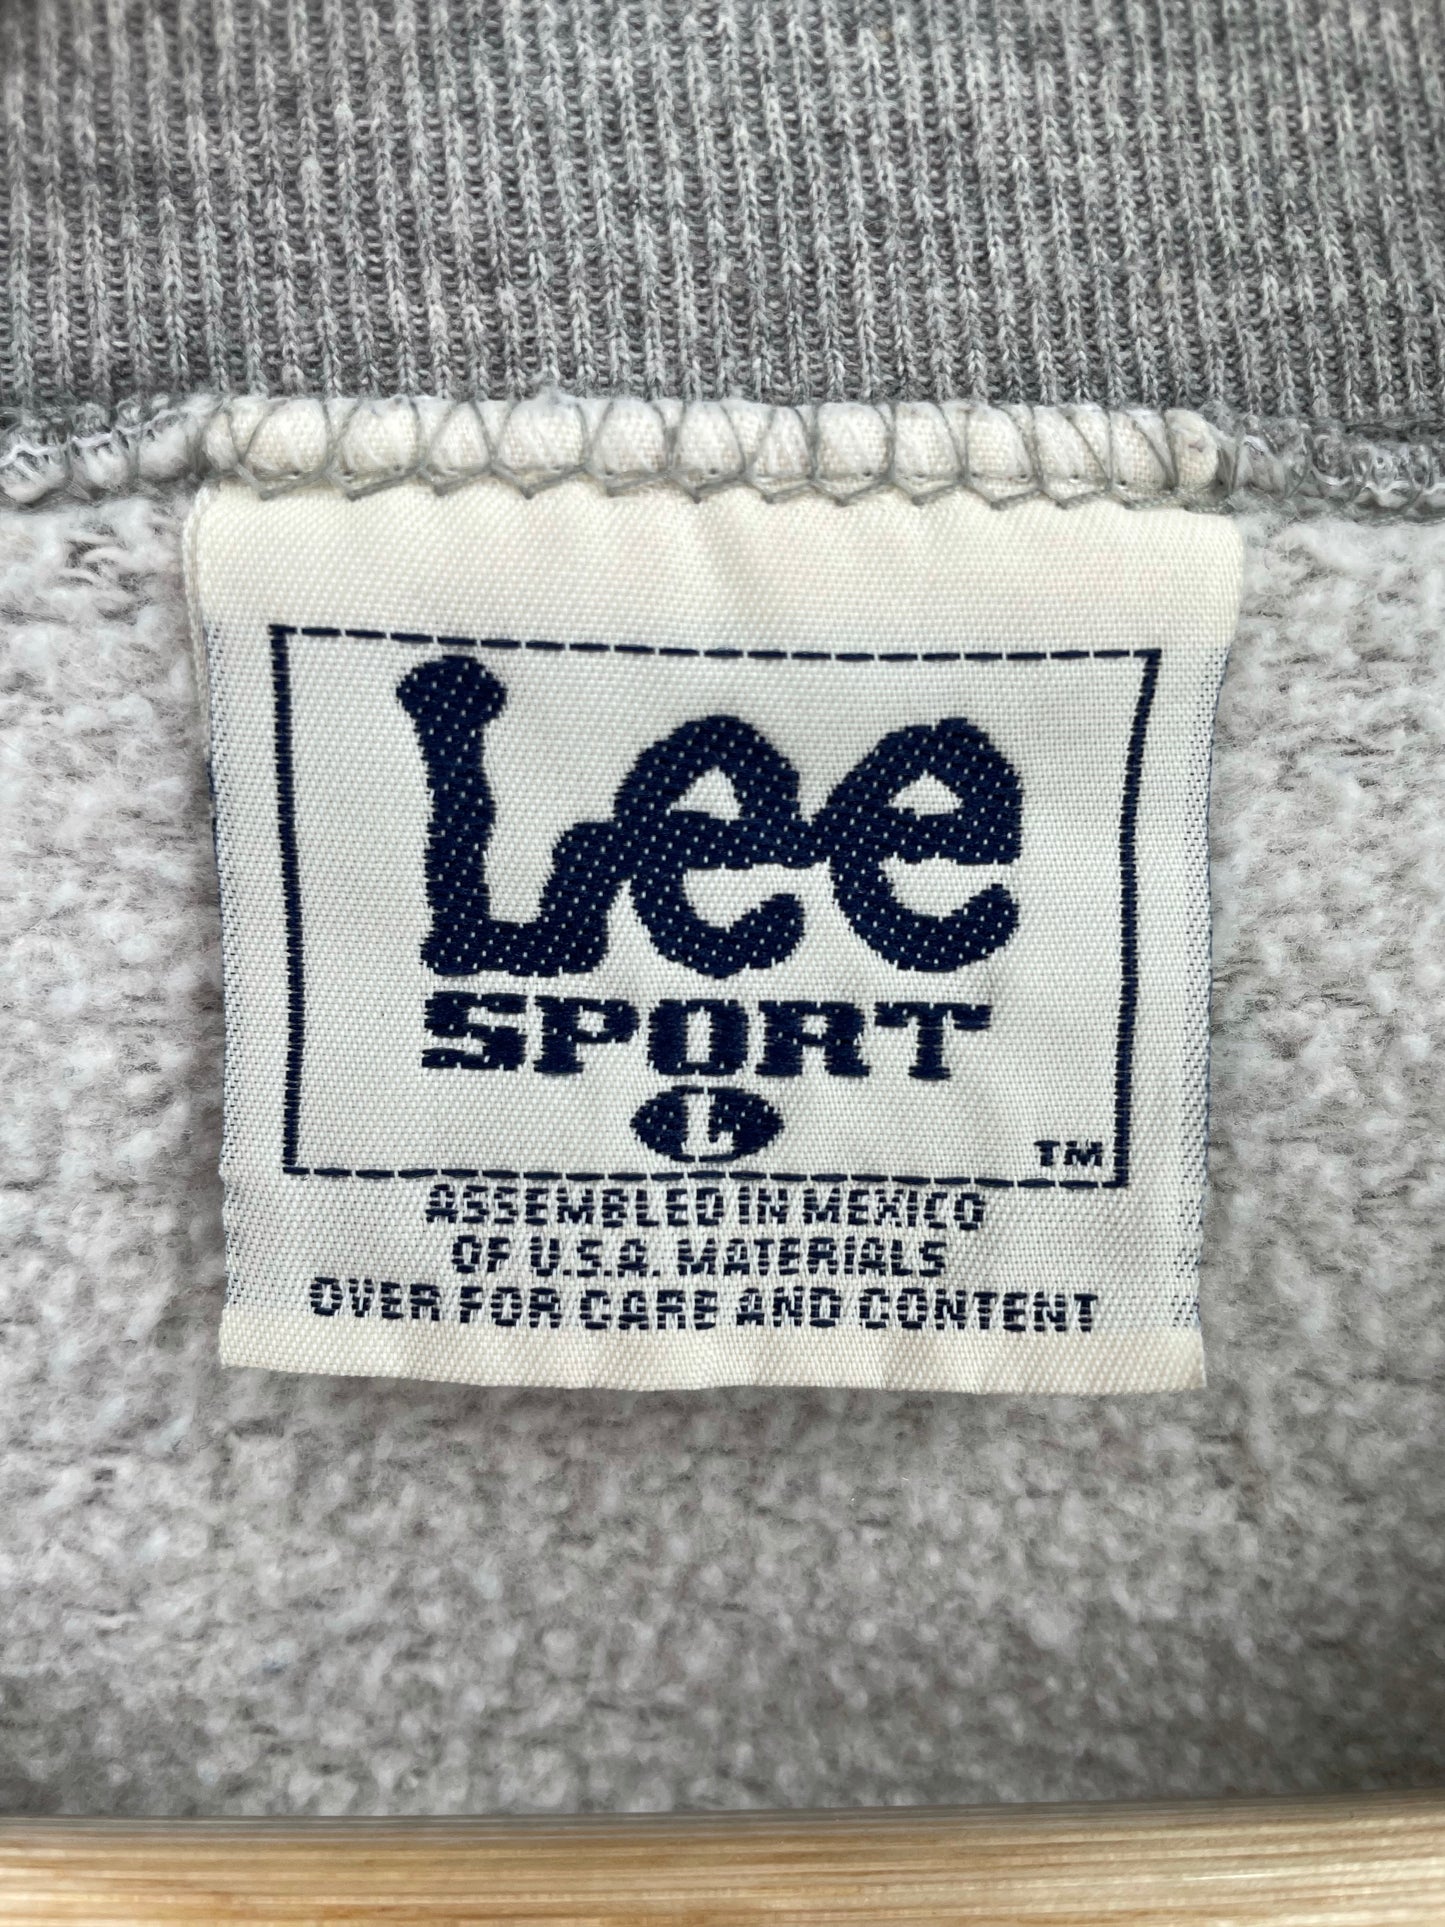 Lee
SPORT
L
TM
ASSEMBLED IN MEXICO
OF U.S.A. MATERIALS
OVER FOR CARE AND CONTENT